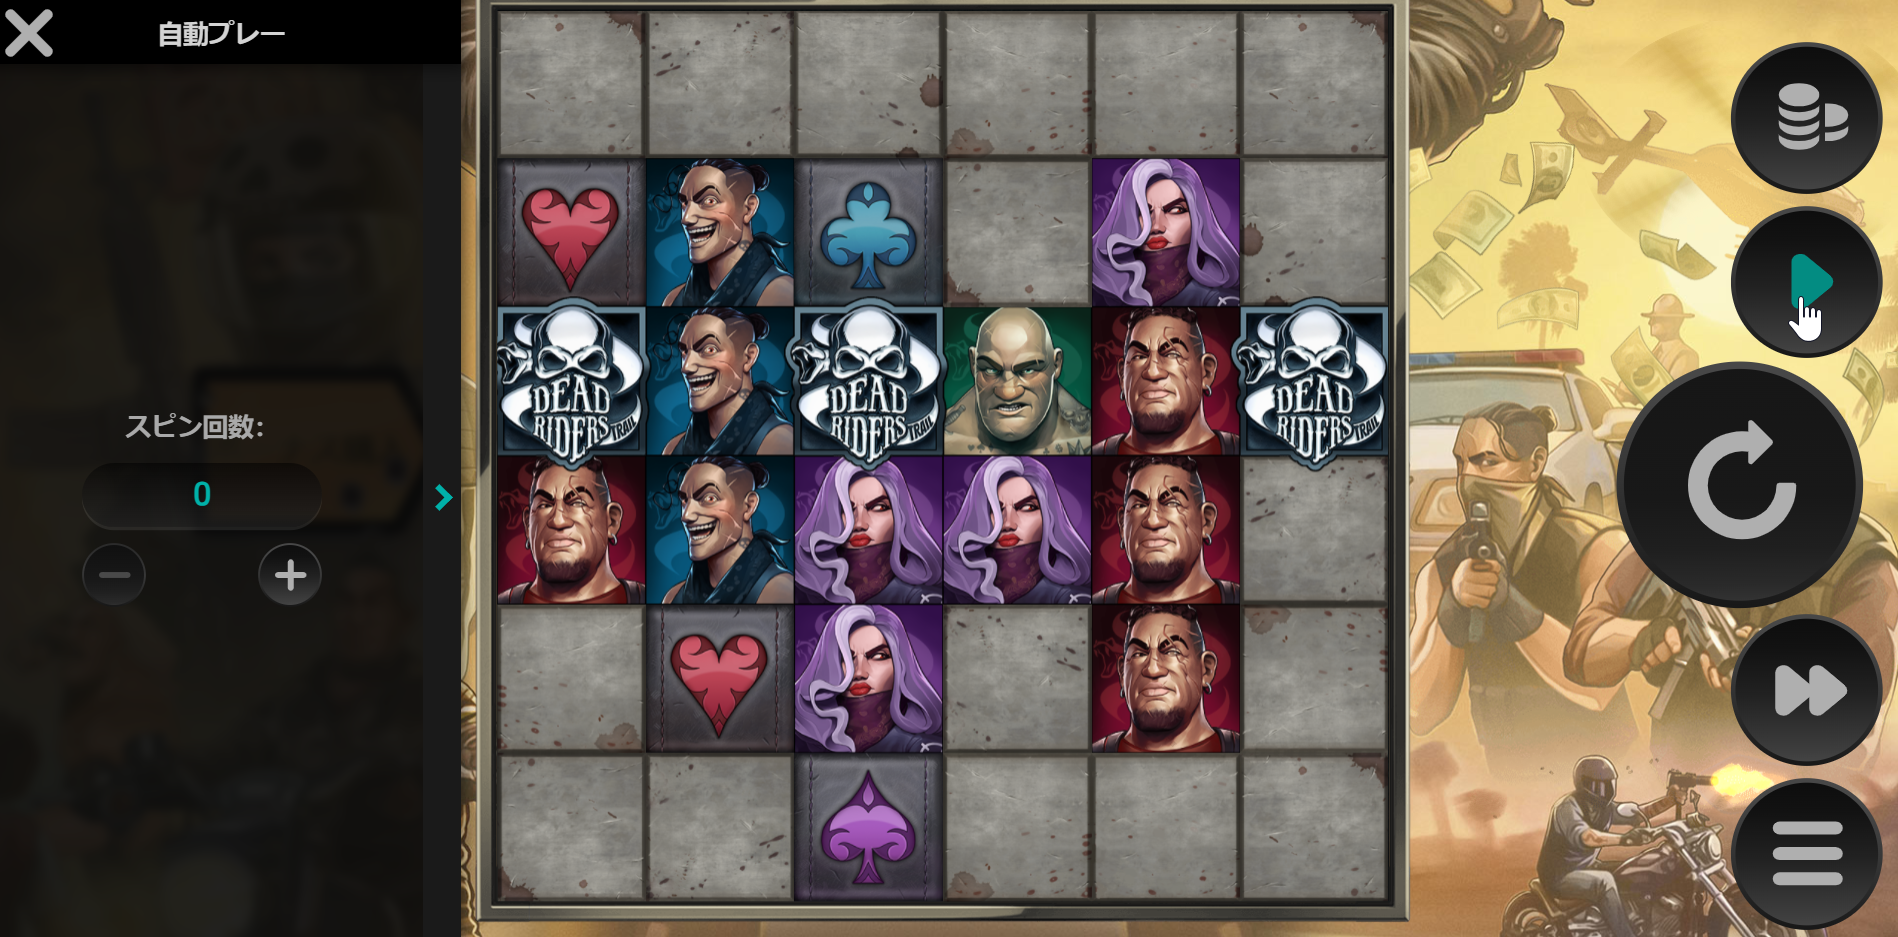 自動プレー
スピン回数:
0
DEAD
RIDERS
TRAIL
DEAD
RIDERS
TRAIL
DEAD
RIDERS
TRAIL